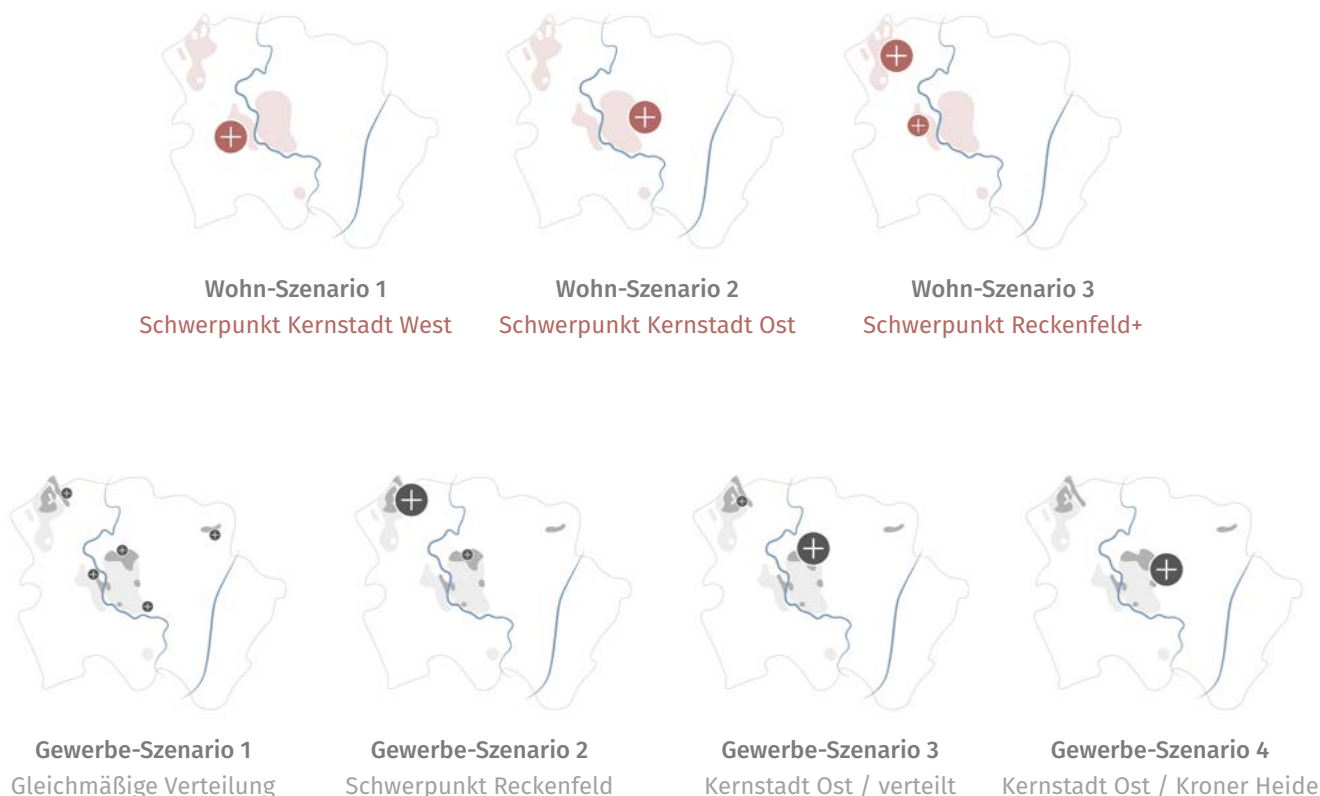 Wohn-Szenario 1
Schwerpunkt Kernstadt West
Wohn-Szenario 2
Schwerpunkt Kernstadt Ost
Wohn-Szenario 3
Schwerpunkt Reckenfeld+
Gewerbe-Szenario 1
Gleichmäßige Verteilung
Gewerbe-Szenario 2
Schwerpunkt Reckenfeld
Gewerbe-Szenario 3
Kernstadt Ost / verteilt
Gewerbe-Szenario 4
Kernstadt Ost / Kroner Heide